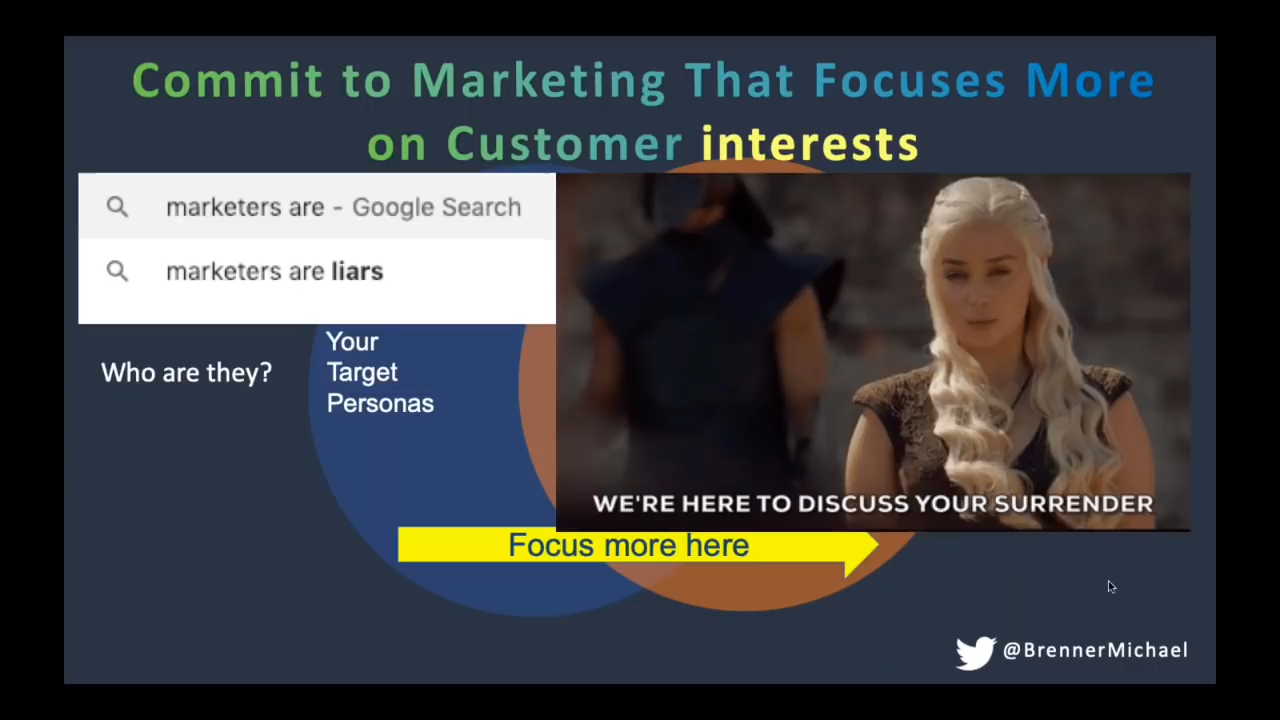 Commit to Marketing That Focuses More
on Customer interests
marketers are - Google Search
marketers are liars
Who are they?
Your
Target
Personas
WE'RE HERE TO DISCUSS YOUR SURRENDER
Focus more here
@BrennerMichael